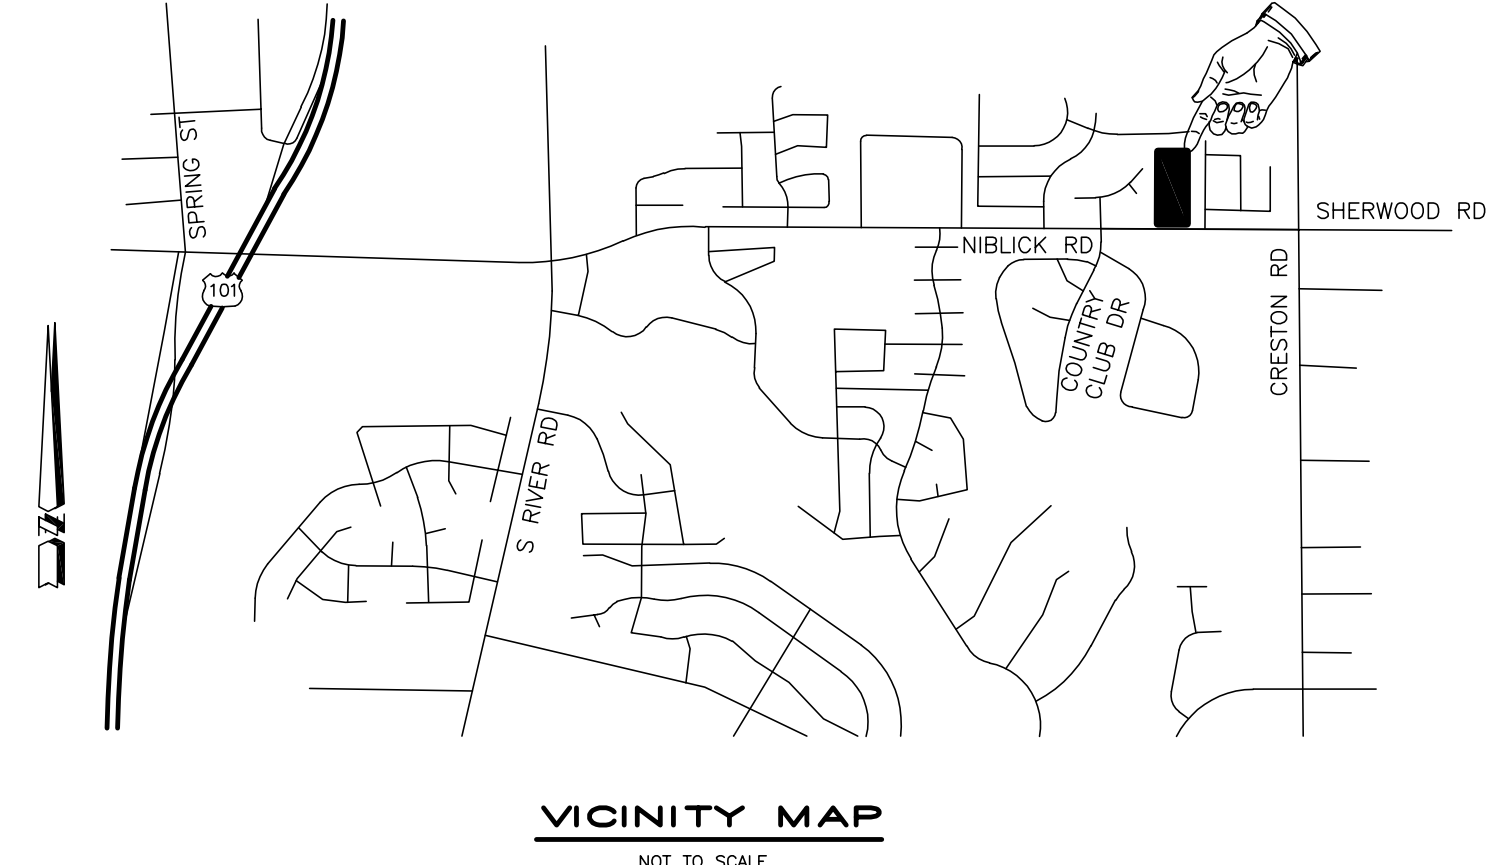 SPRING ST
SHERWOOD RD
NIBLICK RD
101
COUNTRY
CLUB DR
CRESTON RD
S RIVER RD
N
VICINITY MAP
NOT TO SCALE